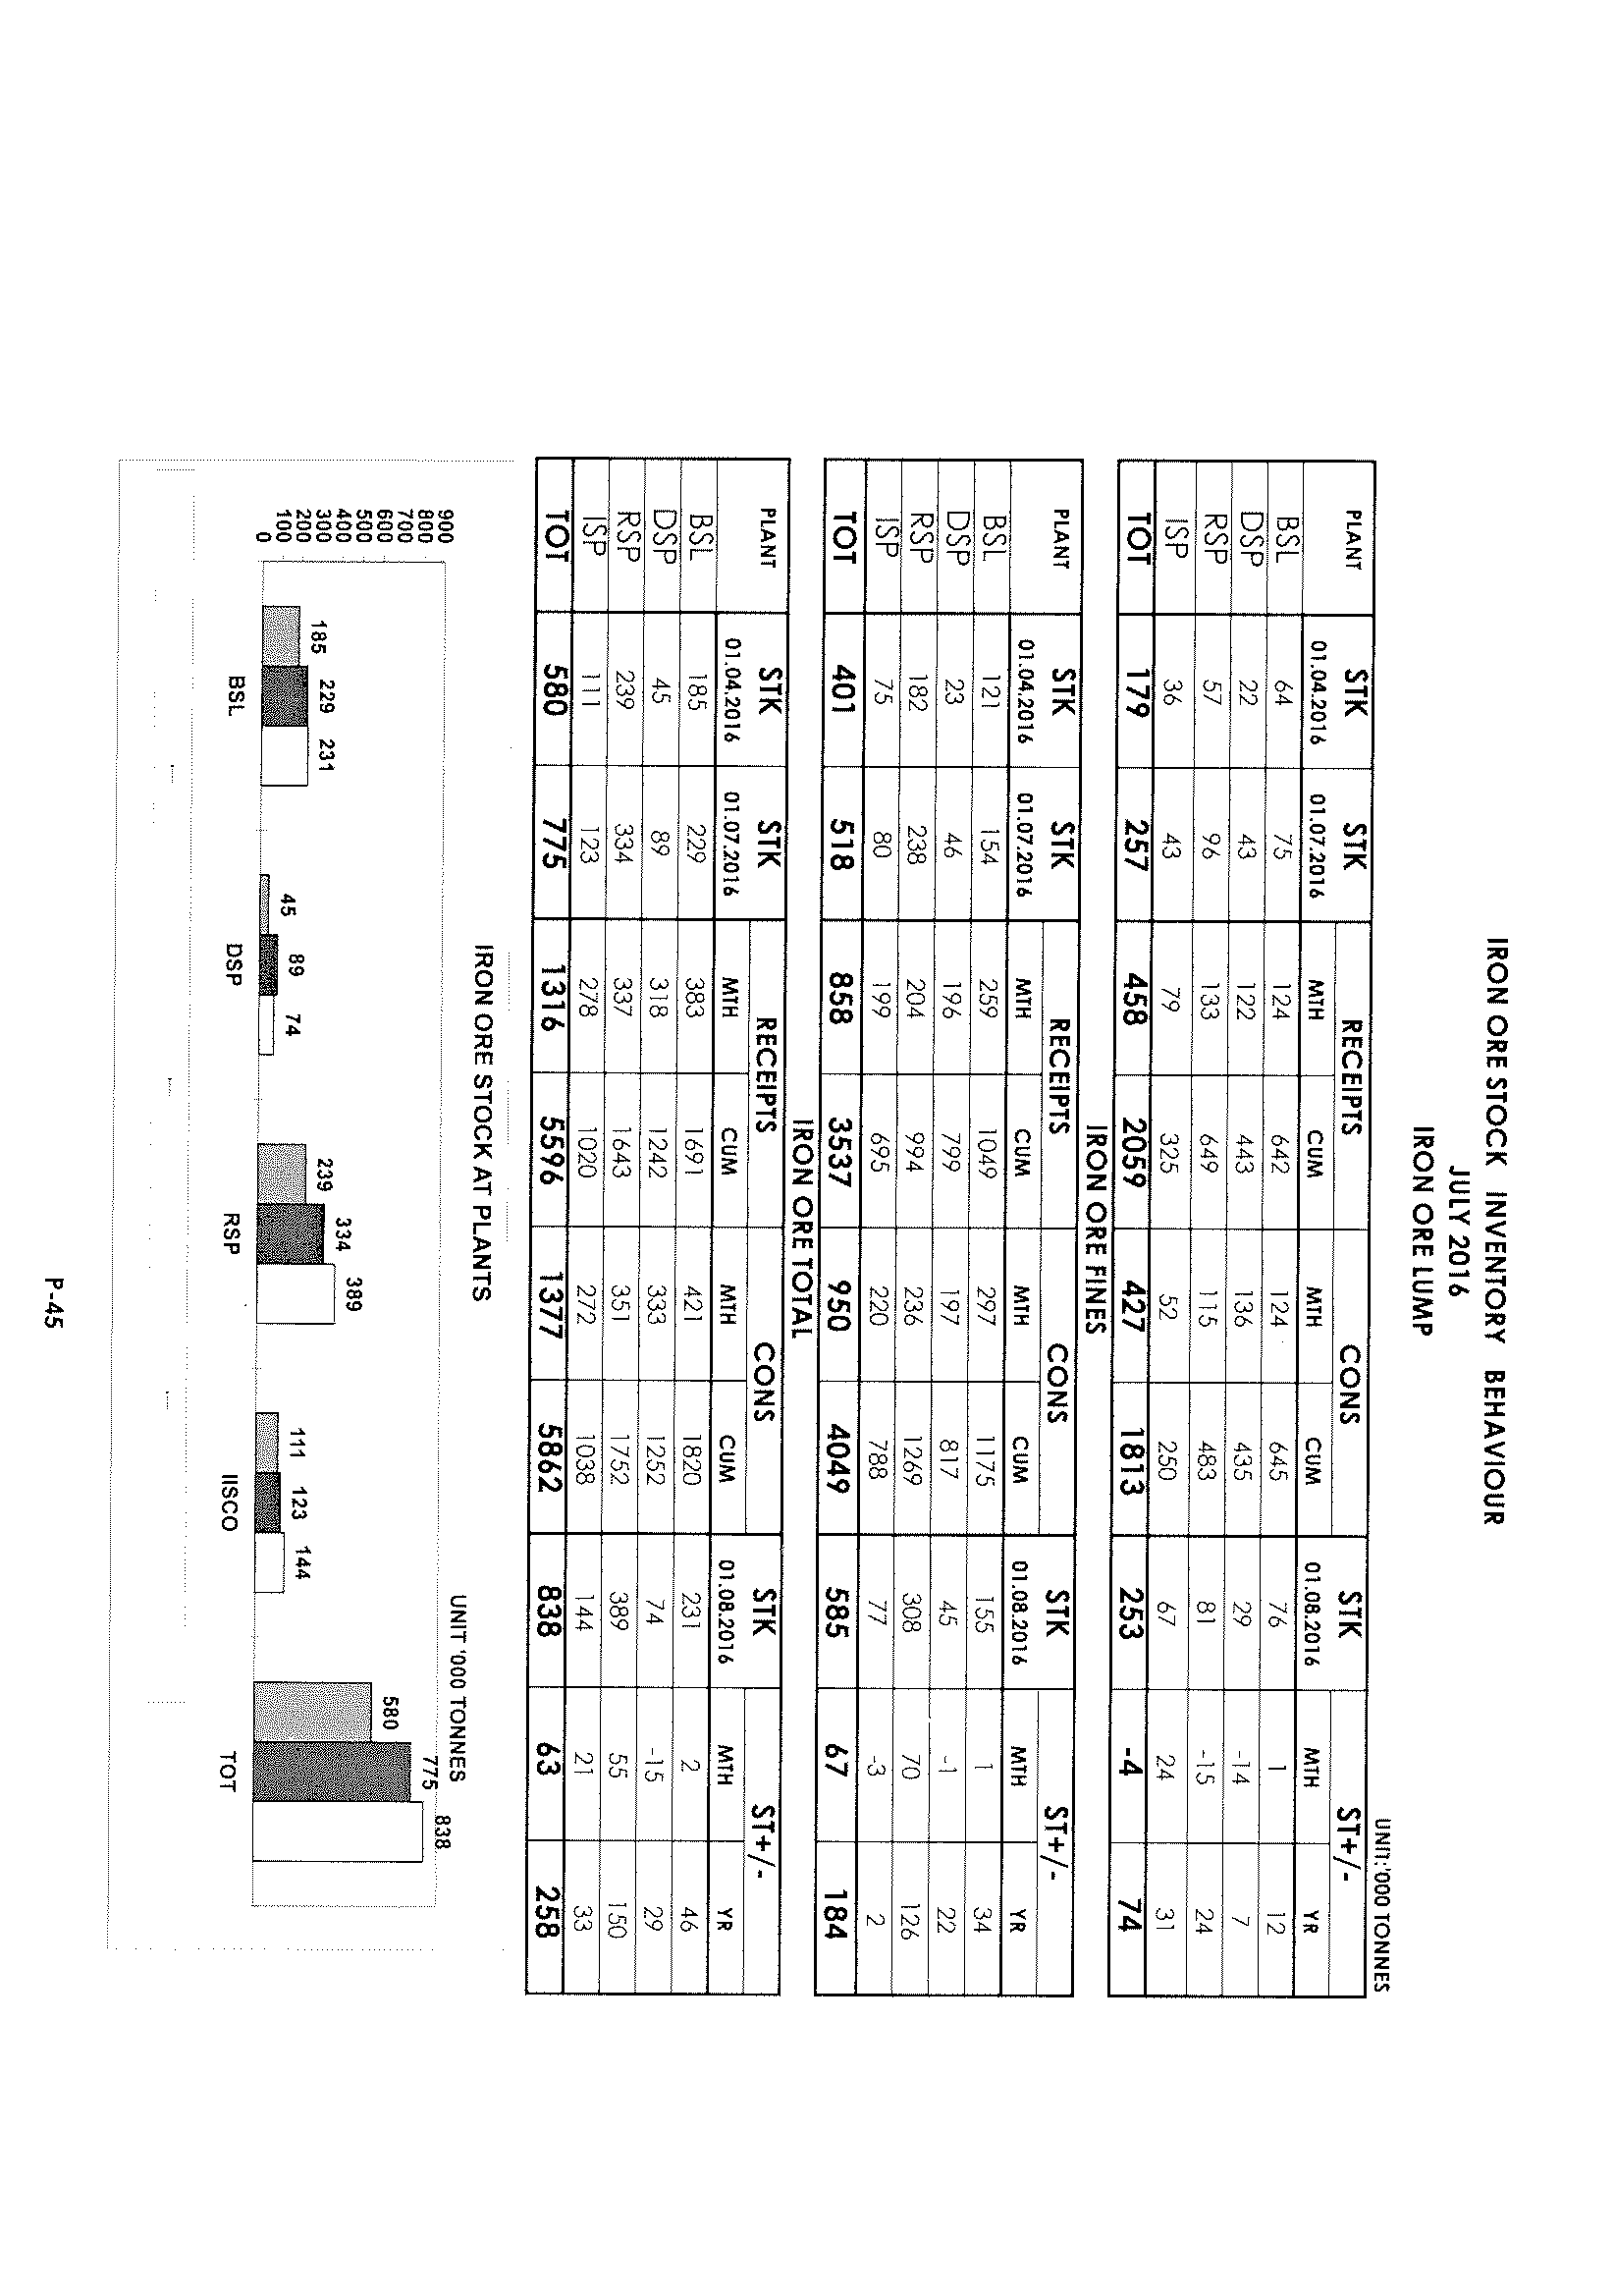 IRON ORE STOCK INVENTORY BEHAVIOUR
JULY 2016
IRON ORE LUMP
UNIT:'000 TONNES
PLANT STK STK RECEIPTS CONS STK ST+/-
01.04.2016 01.07.2016 MTH CUM MTH CUM 01.08.2016 MTH YR
BSL 64 75 124 642 124 645 76 1 12
DSP 22 43 122 443 136 435 29 -14 7
RSP 57 96 133 649 115 483 81 -15 24
ISP 36 43 79 325 52 250 67 24 31
TOT 179 257 458 2059 427 1813 253 -4 74
IRON ORE FINES
PLANT STK STK RECEIPTS CONS STK ST+/-
01.04.2016 01.07.2016 MTH CUM MTH CUM 01.08.2016 MTH YR
BSL 121 154 259 1049 297 1175 155 1 34
DSP 23 46 196 799 197 817 45 -1 22
RSP 182 238 204 994 236 1269 308 70 126
ISP 75 80 199 695 220 788 77 -3 2
TOT 401 518 858 3537 950 4049 585 67 184
IRON ORE TOTAL
PLANT STK STK RECEIPTS CONS STK ST+/-
01.04.2016 01.07.2016 MTH CUM MTH CUM 01.08.2016 MTH YR
BSL 185 229 383 1691 421 1820 231 2 46
DSP 45 89 318 1242 333 1252 74 -15 29
RSP 239 334 337 1643 351 1752 389 55 150
ISP 111 123 278 1020 272 1038 144 21 33
TOT 580 775 1316 5596 1377 5862 838 63 258
IRON ORE STOCK AT PLANTS
UNIT '000 TONNES
900
800
700
600
500
400
300
200
100
0
185 229 231
45 89 74
239 334 389
111 123 144
580 775 838
BSL DSP RSP IISCO TOT
P-45